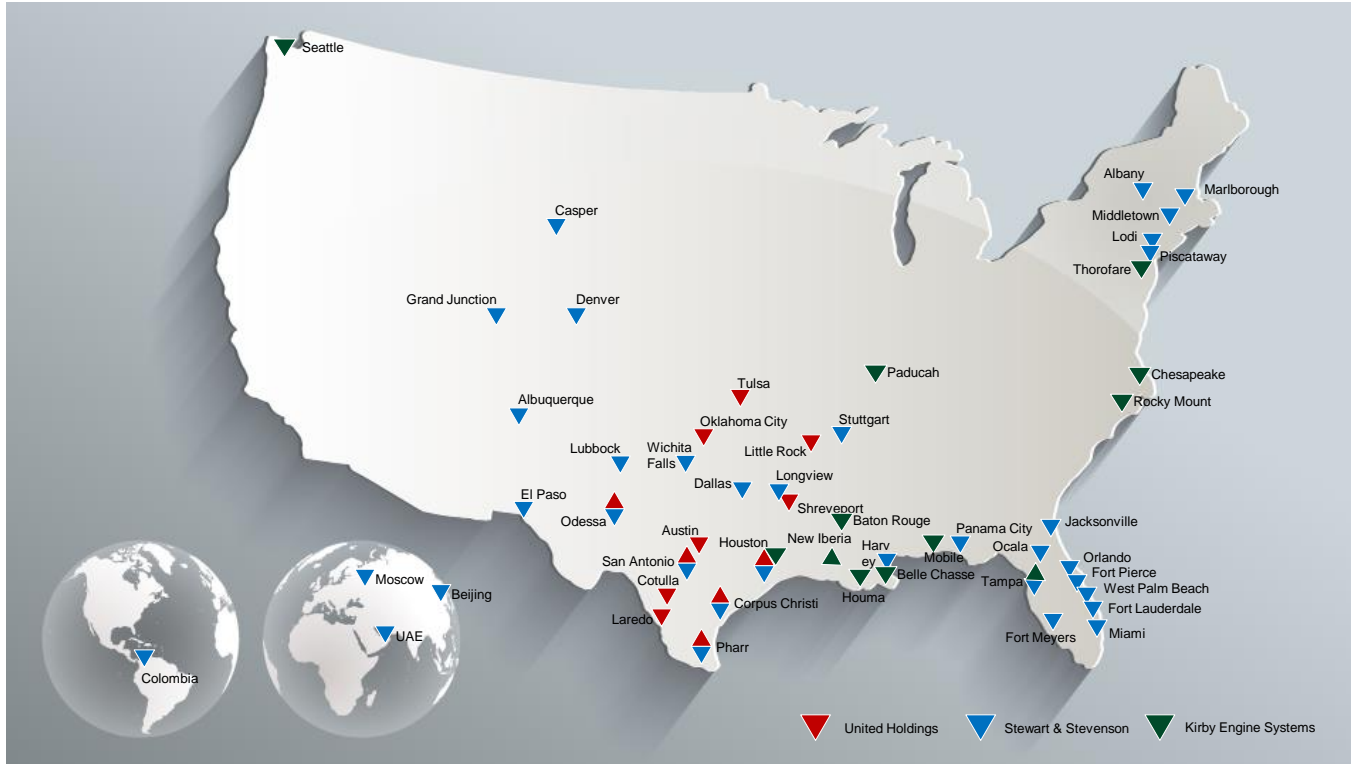 Seattle
Albany
Marlborough
Casper
Middletown
Lodi
Piscataway
Thorofare
Grand Junction
Denver
Paducah
Chesapeake
Tulsa
Albuquerque
Rocky Mount
Oklahoma City
Stuttgart
Lubbock
Wichita
Falls
Little Rock
Longview
Dallas
El Paso
Shreveport
Odessa
Baton Rouge
Jacksonville
Austin
Houston
New Iberia
Panama City
Mobile
Harv
ey
Ocala
Orlando
San Antonio
Fort Pierce
Belle Chasse
Cotulla
Tampa
West Palm Beach
Houma
Corpus Christi
Fort Lauderdale
Laredo
Fort Meyers
Miami
Pharr
Moscow
Beijing
UAE
Colombia
United Holdings
Stewart & Stevenson
Kirby Engine Systems